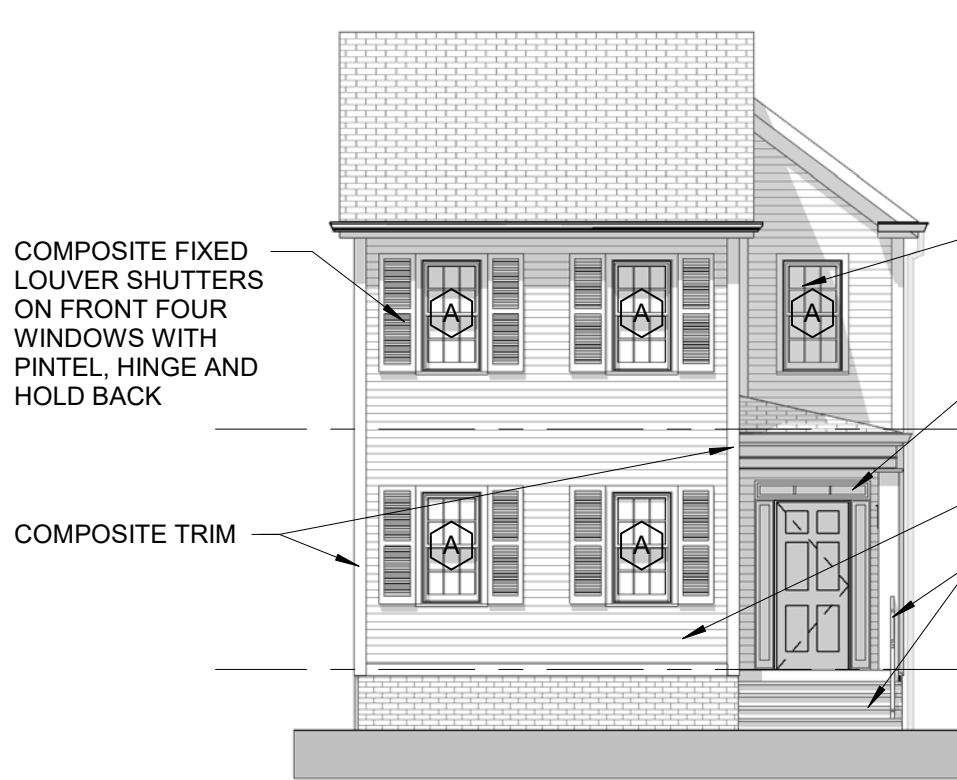 COMPOSITE FIXED
LOUVER SHUTTERS
ON FRONT FOUR
WINDOWS WITH
PINTEL, HINGE AND
HOLD BACK
A
A
A
COMPOSITE TRIM
A
A